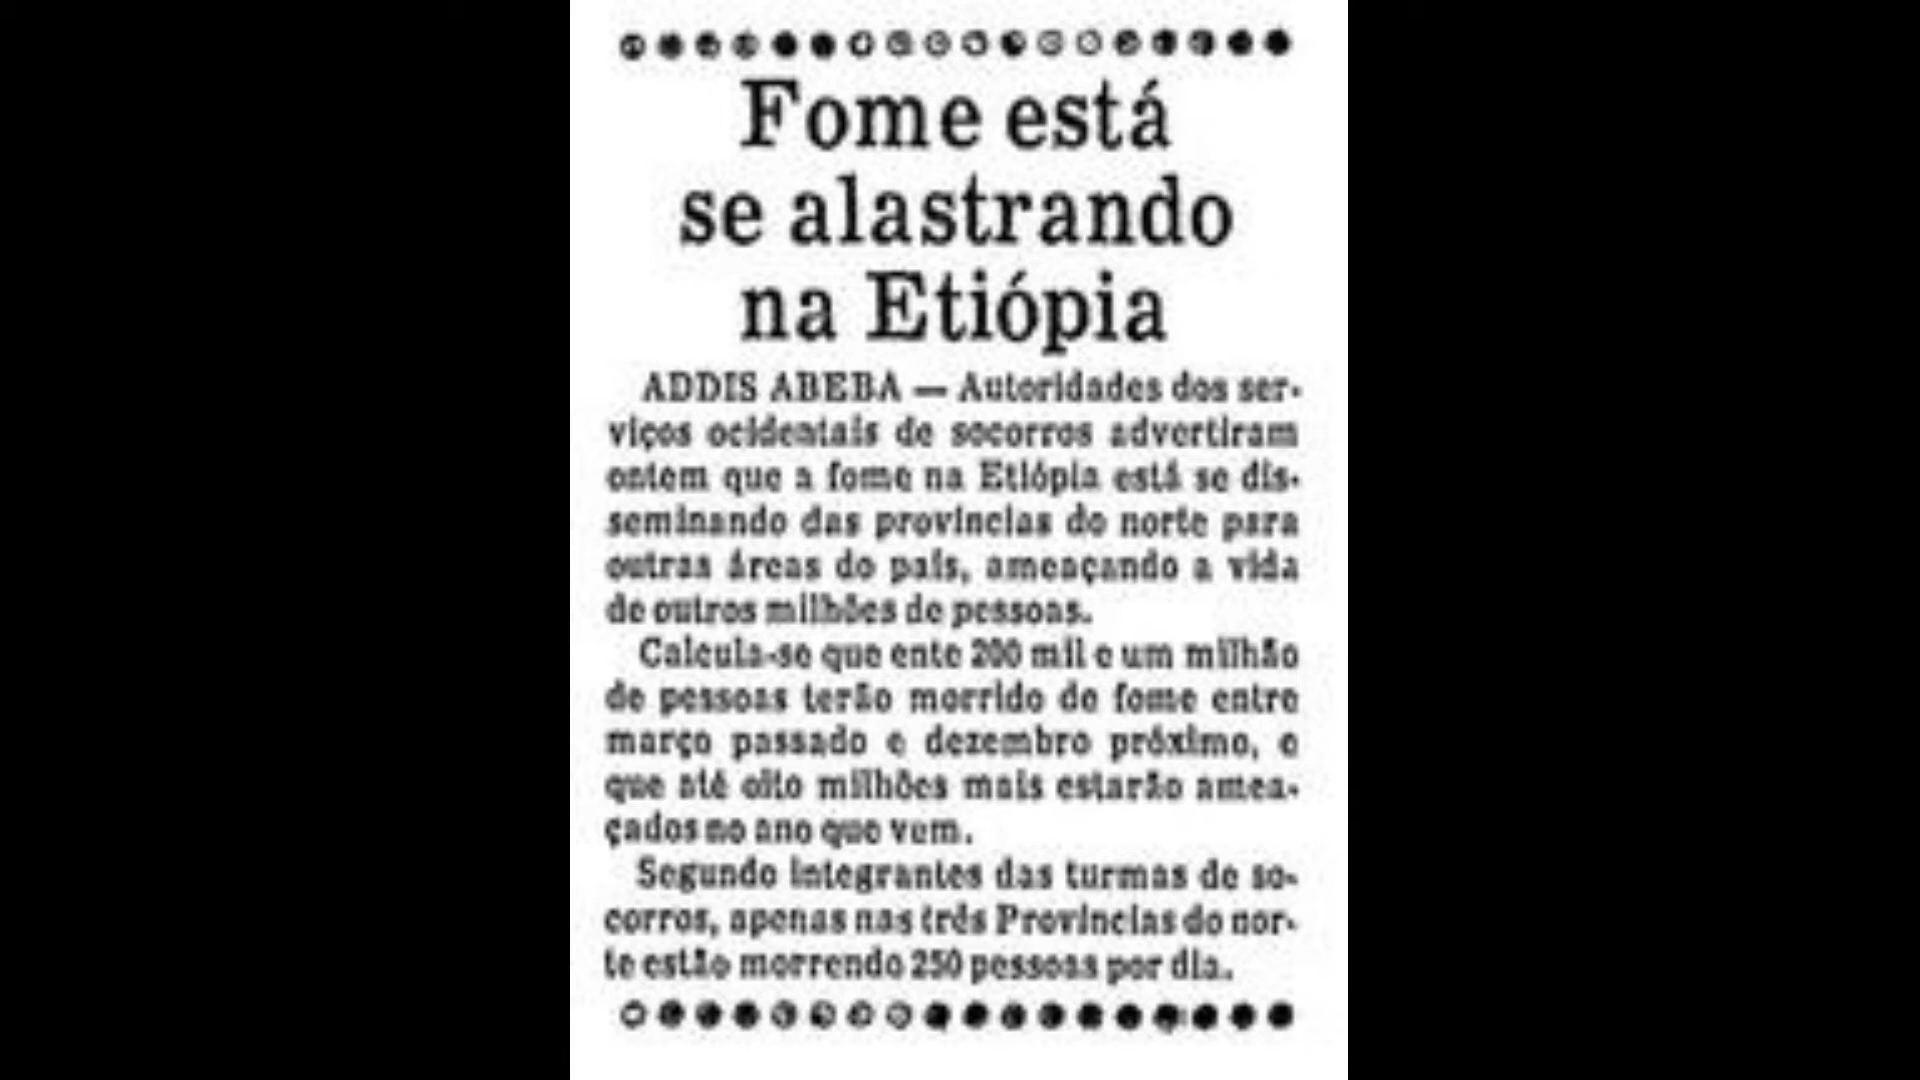 Fome está
se alastrando
na Etiópia
ADDIS ABEBA — Autoridades dos ser-
viços ocidentais de socorros advertiram
ontem que a fome na Etiópia está se dis-
seminando das províncias do norte para
outras áreas do país, ameaçando a vida
de outros milhões de pessoas.
Calcula-se que ente 200 mil e um milhão
de pessoas terão morrido de fome entre
março passado e dezembro próximo, e
que até oito milhões mais estarão amea-
çados no ano que vem.
Segundo integrantes das turmas de so-
corros, apenas nas três Províncias do nor-
te estão morrendo 250 pessoas por dia.